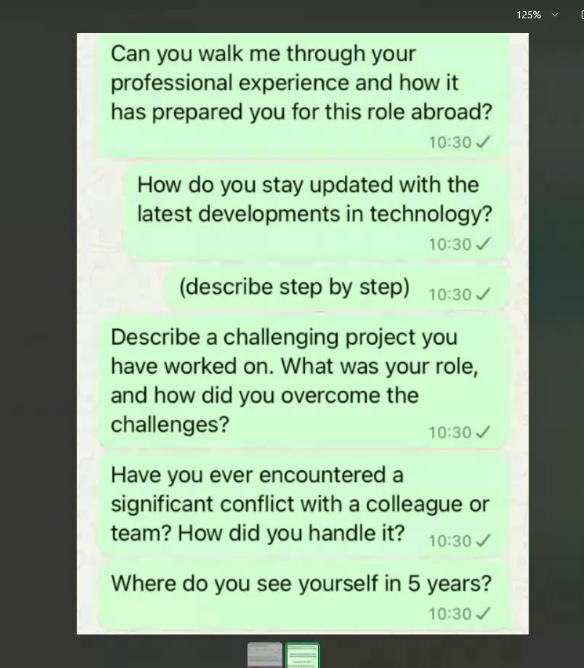 125%
Can you walk me through your
professional experience and how it
has prepared you for this role abroad?
10:30
How do you stay updated with the
latest developments in technology?
10:30
(describe step by step) 10:30
Describe a challenging project you
have worked on. What was your role,
and how did you overcome the
challenges? 10:30
Have you ever encountered a
significant conflict with a colleague or
team? How did you handle it? 10:30
Where do you see yourself in 5 years?
10:30